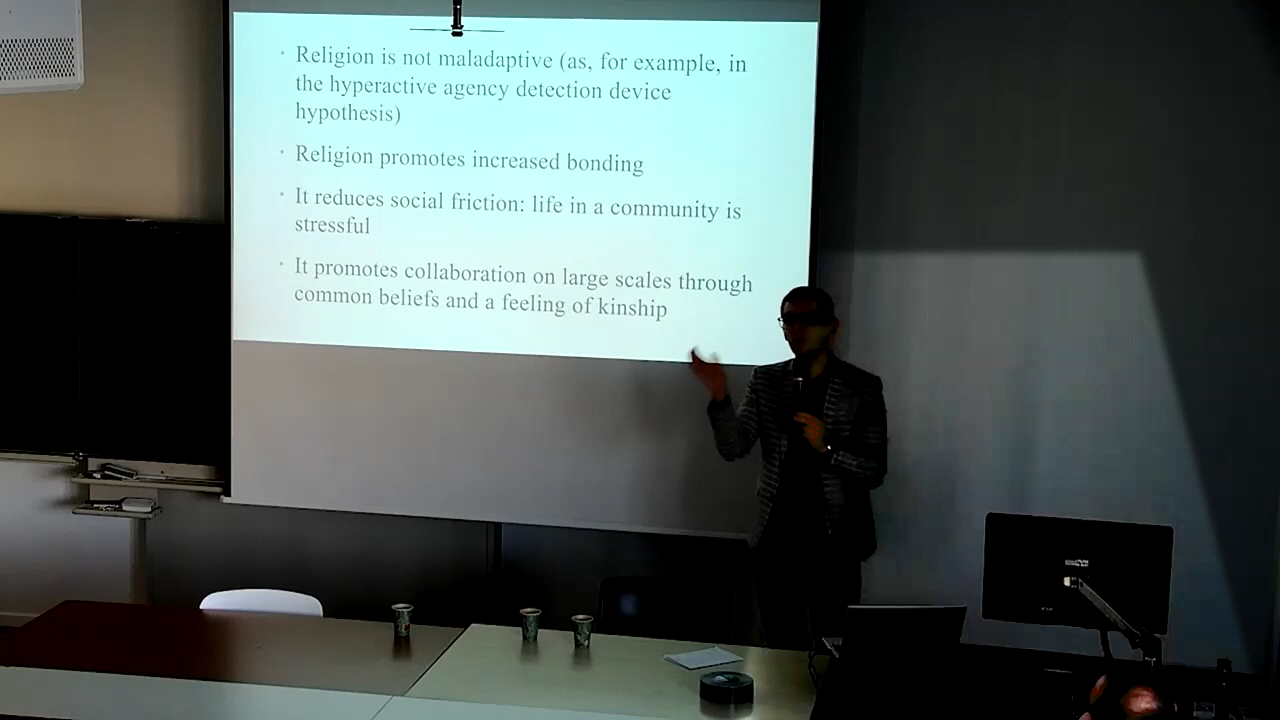 • Religion is not maladaptive (as, for example, in
the hyperactive agency detection device
hypothesis)
• Religion promotes increased bonding
• It reduces social friction: life in a community is
stressful
• It promotes collaboration on large scales through
common beliefs and a feeling of kinship